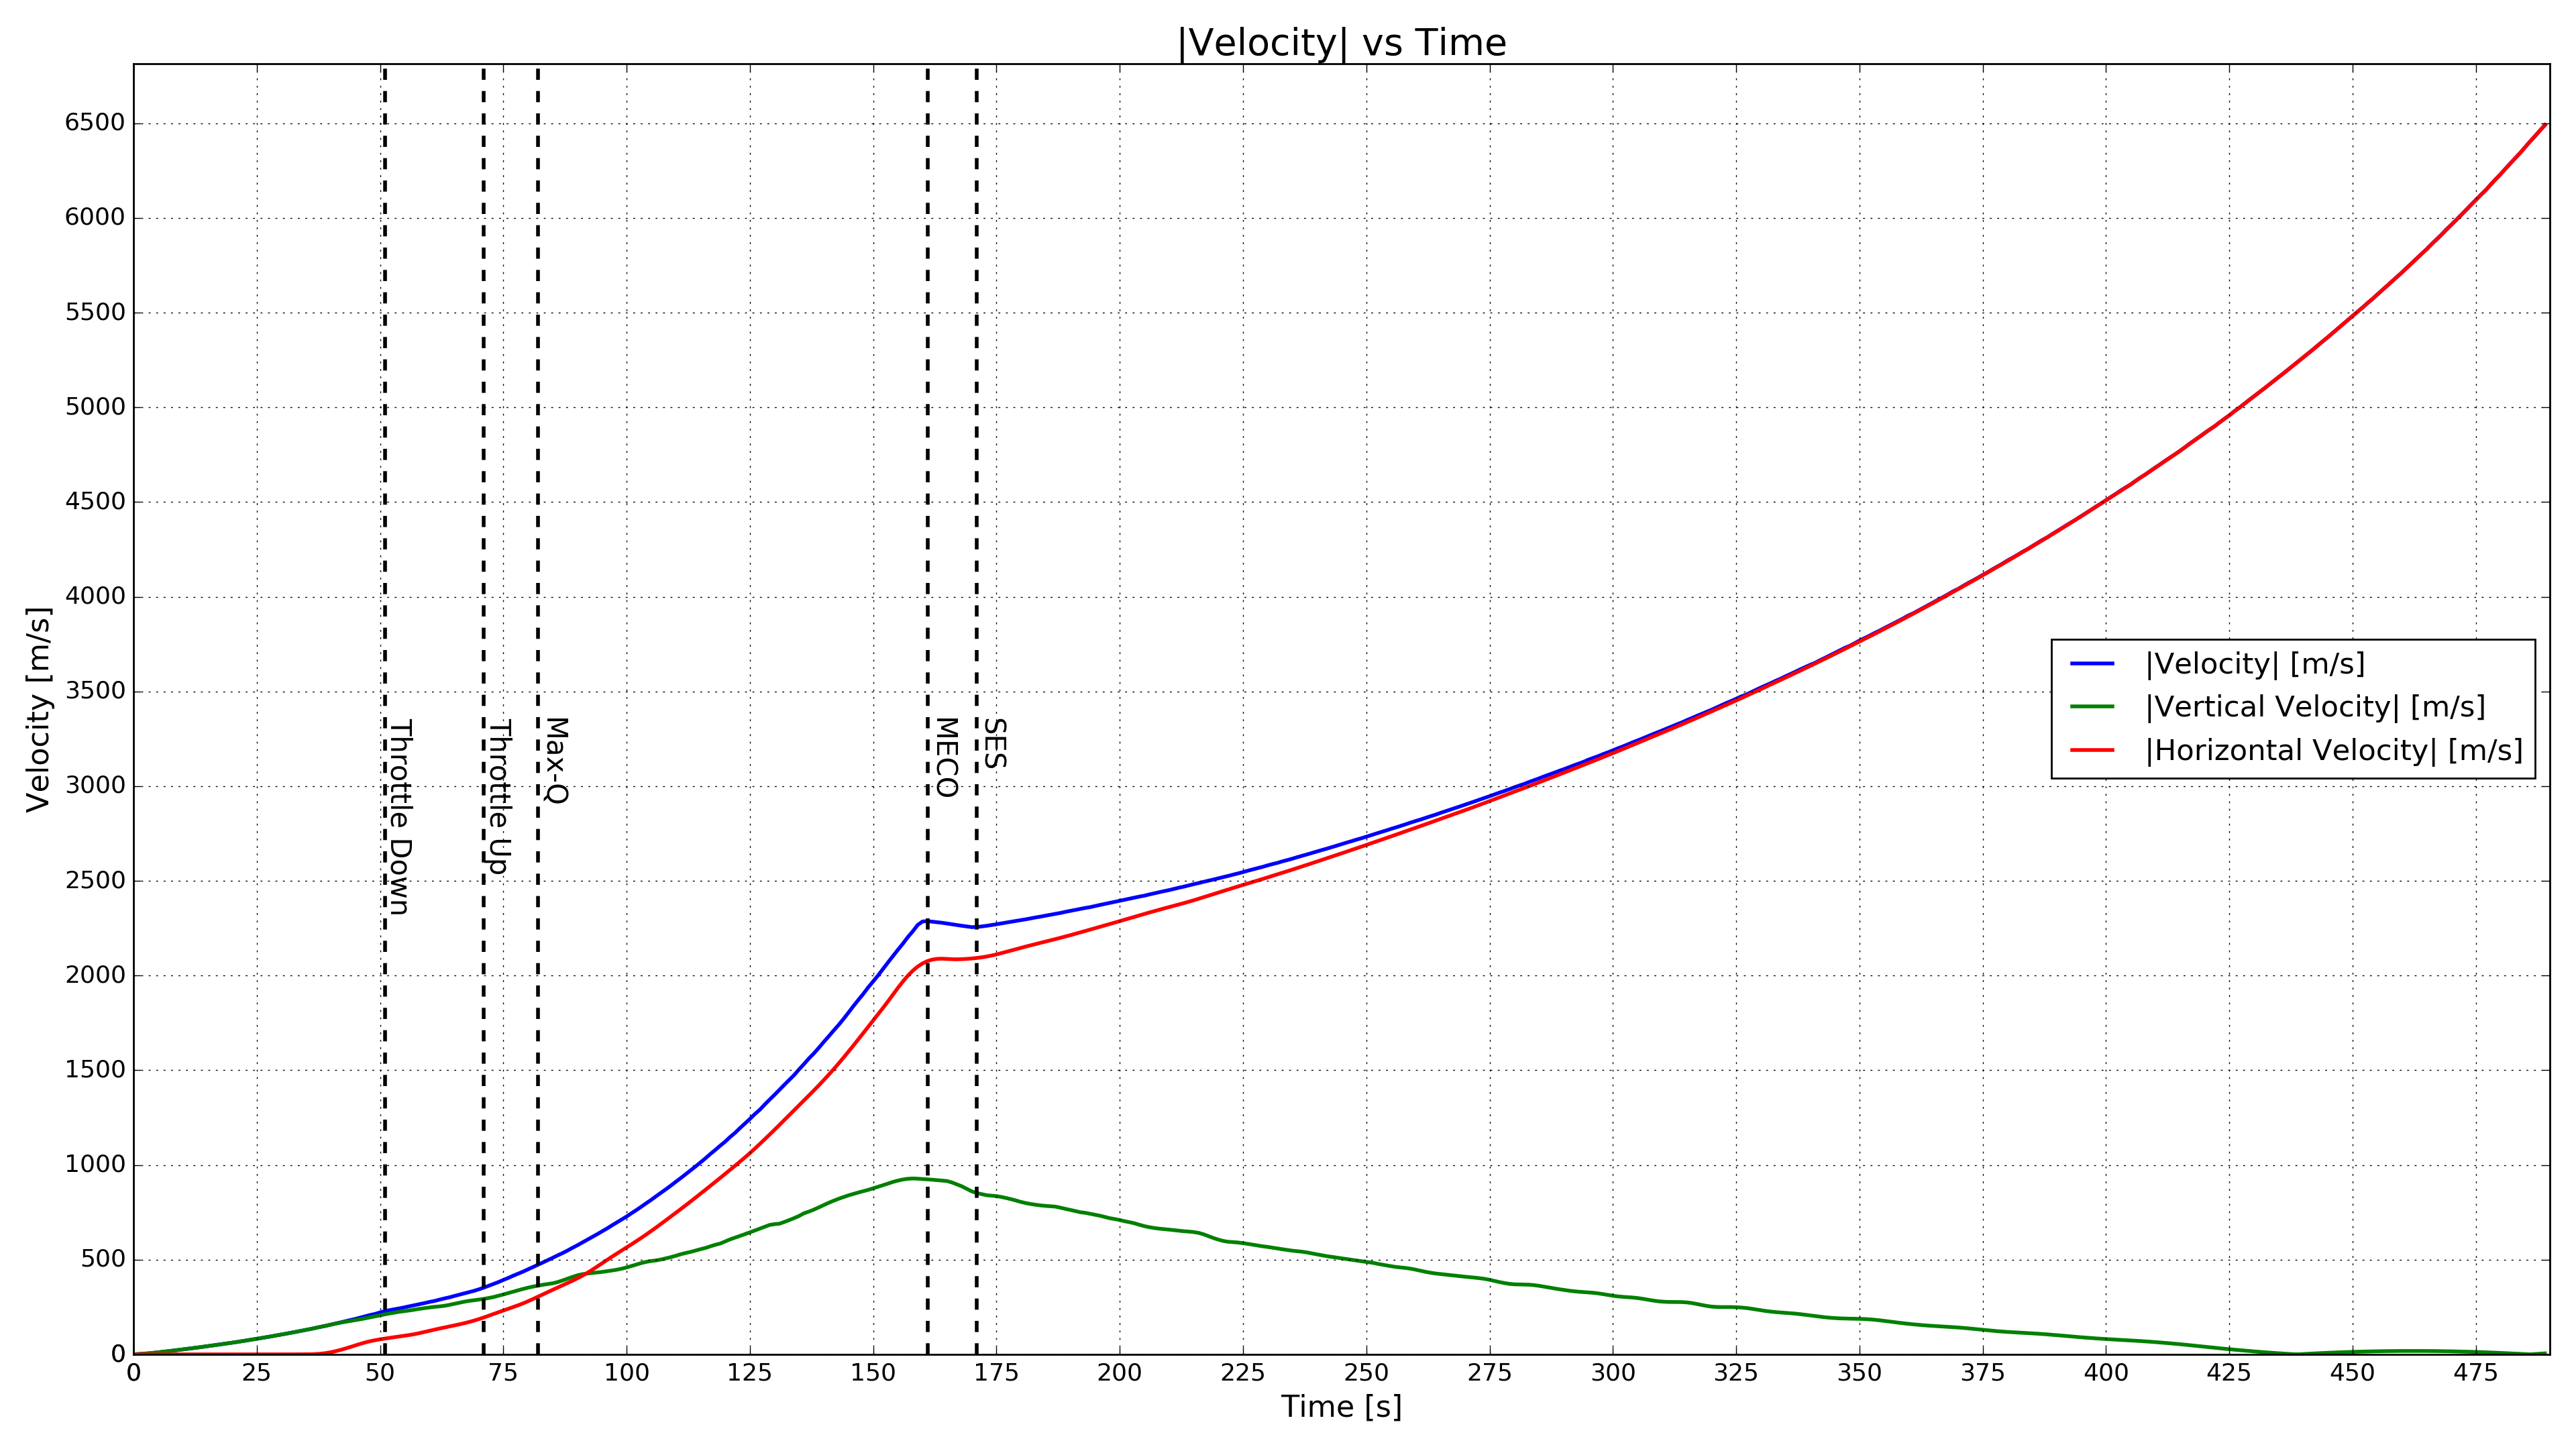 |Velocity| vs Time
Velocity [m/s]
6500
6000
5500
5000
4500
4000
3500
3000
2500
2000
1500
1000
500
0
Throttle Down
Throttle Up
Max-Q
MECO
SES
|Velocity| [m/s]
|Vertical Velocity| [m/s]
|Horizontal Velocity| [m/s]
0 25 50 75 100 125 150 175 200 225 250 275 300 325 350 375 400 425 450 475
Time [s]